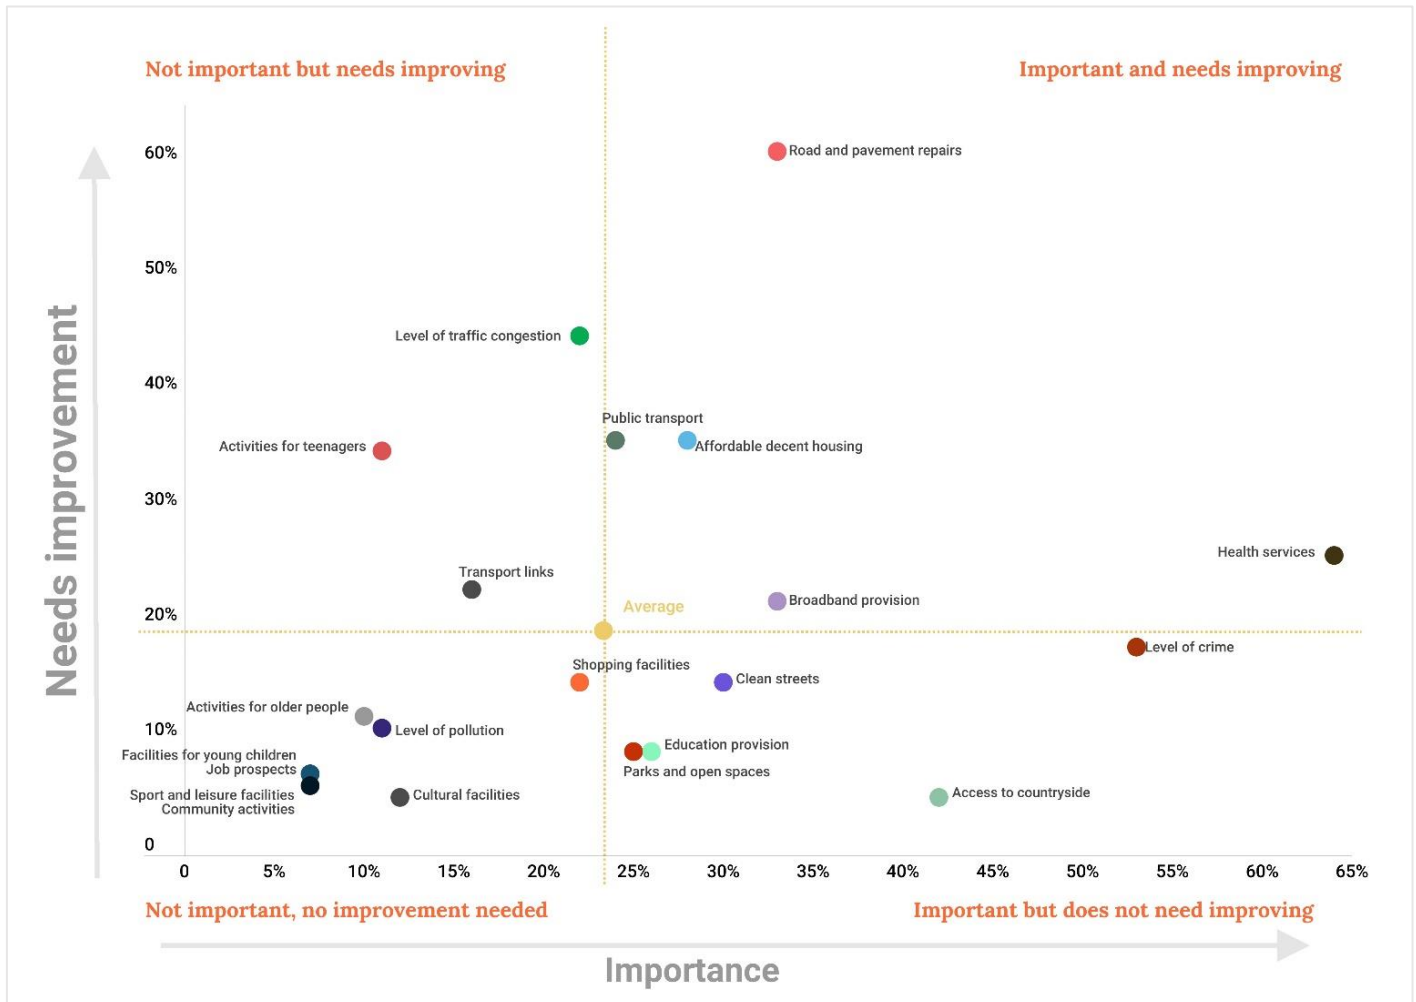 Not important but needs improving
Important and needs improving
60%
Road and pavement repairs
50%
Level of traffic congestion
40%
Public transport
Activities for teenagers
Affordable decent housing
30%
Health services
Transport links
Broadband provision
Average
20%
Level of crime
Shopping facilities
Clean streets
Activities for older people
10%
Level of pollution
Education provision
Facilities for young children
Job prospects
Parks and open spaces
Sport and leisure facilities
Cultural facilities
Access to countryside
Community activities
0
0 5% 10% 15% 20% 25% 30% 35% 40% 45% 50% 55% 60% 65%
Not important, no improvement needed
Important but does not need improving
Importance
Needs improvement